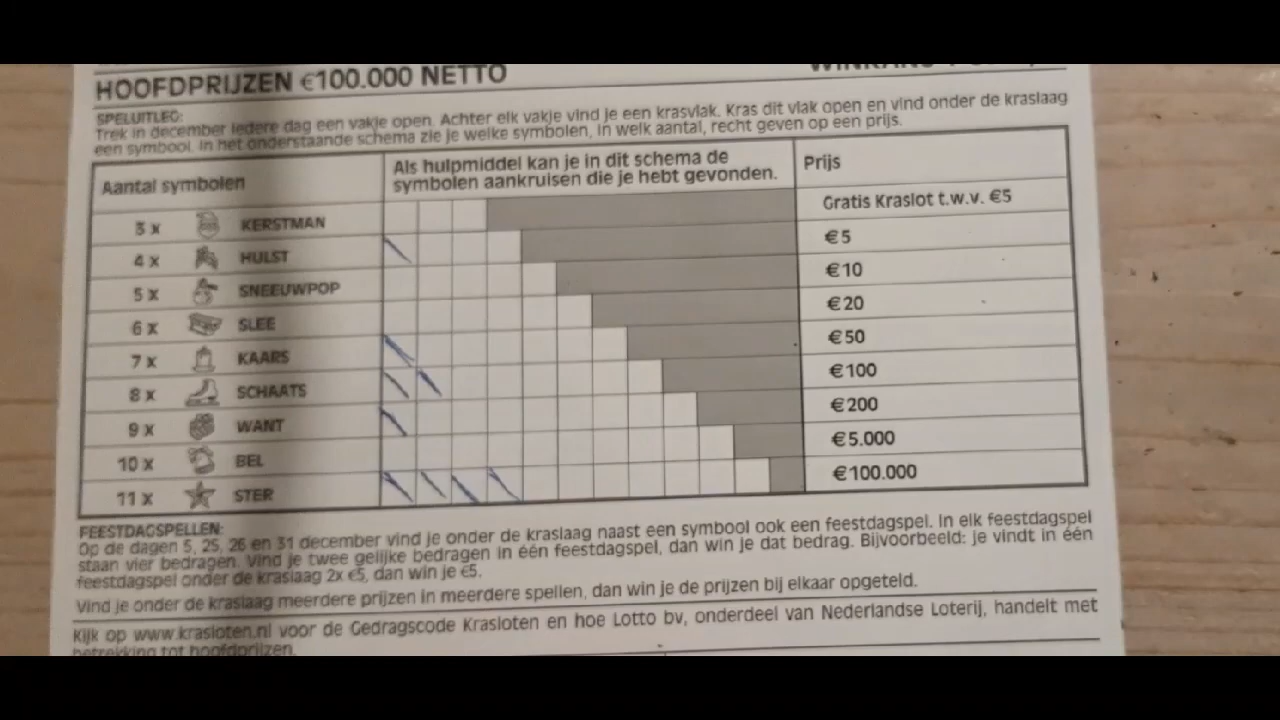 HOOFDPRIJZEN €100.000 NETTO
SPELUITLEG:
Trek in december iedere dag een vakje open. Achter elk vakje vind je een krasvlak. Kras dit vlak open en vind onder de kraslaag
een symbool. In het onderstaande schema zie je welke symbolen, in welk aantal, recht geven op een prijs.
Aantal symbolen
Als hulpmiddel kan je in dit schema de
symbolen aankruisen die je hebt gevonden.
Prijs
3 x KERSTMAN Gratis Kraslot t.w.v. €5
4 x HULST €5
5 x SNEEUWPOP €10
6 x SLEE €20
7 x KAARS €50
8 x SCHAATS €100
9 x WANT €200
10 x BEL €5.000
11 x STER €100.000
FEESTDAGSPELLEN:
Op de dagen 5, 25, 26 en 31 december vind je onder de kraslaag naast een symbool ook een feestdagspel. In elk feestdagspel
staan vier bedragen. Vind je twee gelijke bedragen in één feestdagspel, dan win je dat bedrag. Bijvoorbeeld: je vindt in één
feestdagspel onder de kraslaag 2x €5, dan win je €5.
Vind je onder de kraslaag meerdere prijzen in meerdere spellen, dan win je de prijzen bij elkaar opgeteld.
Kijk op www.krasloten.nl voor de Gedragscode Krasloten en hoe Lotto bv, onderdeel van Nederlandse Loterij, handelt met
betrekking tot hoofdprijzen.